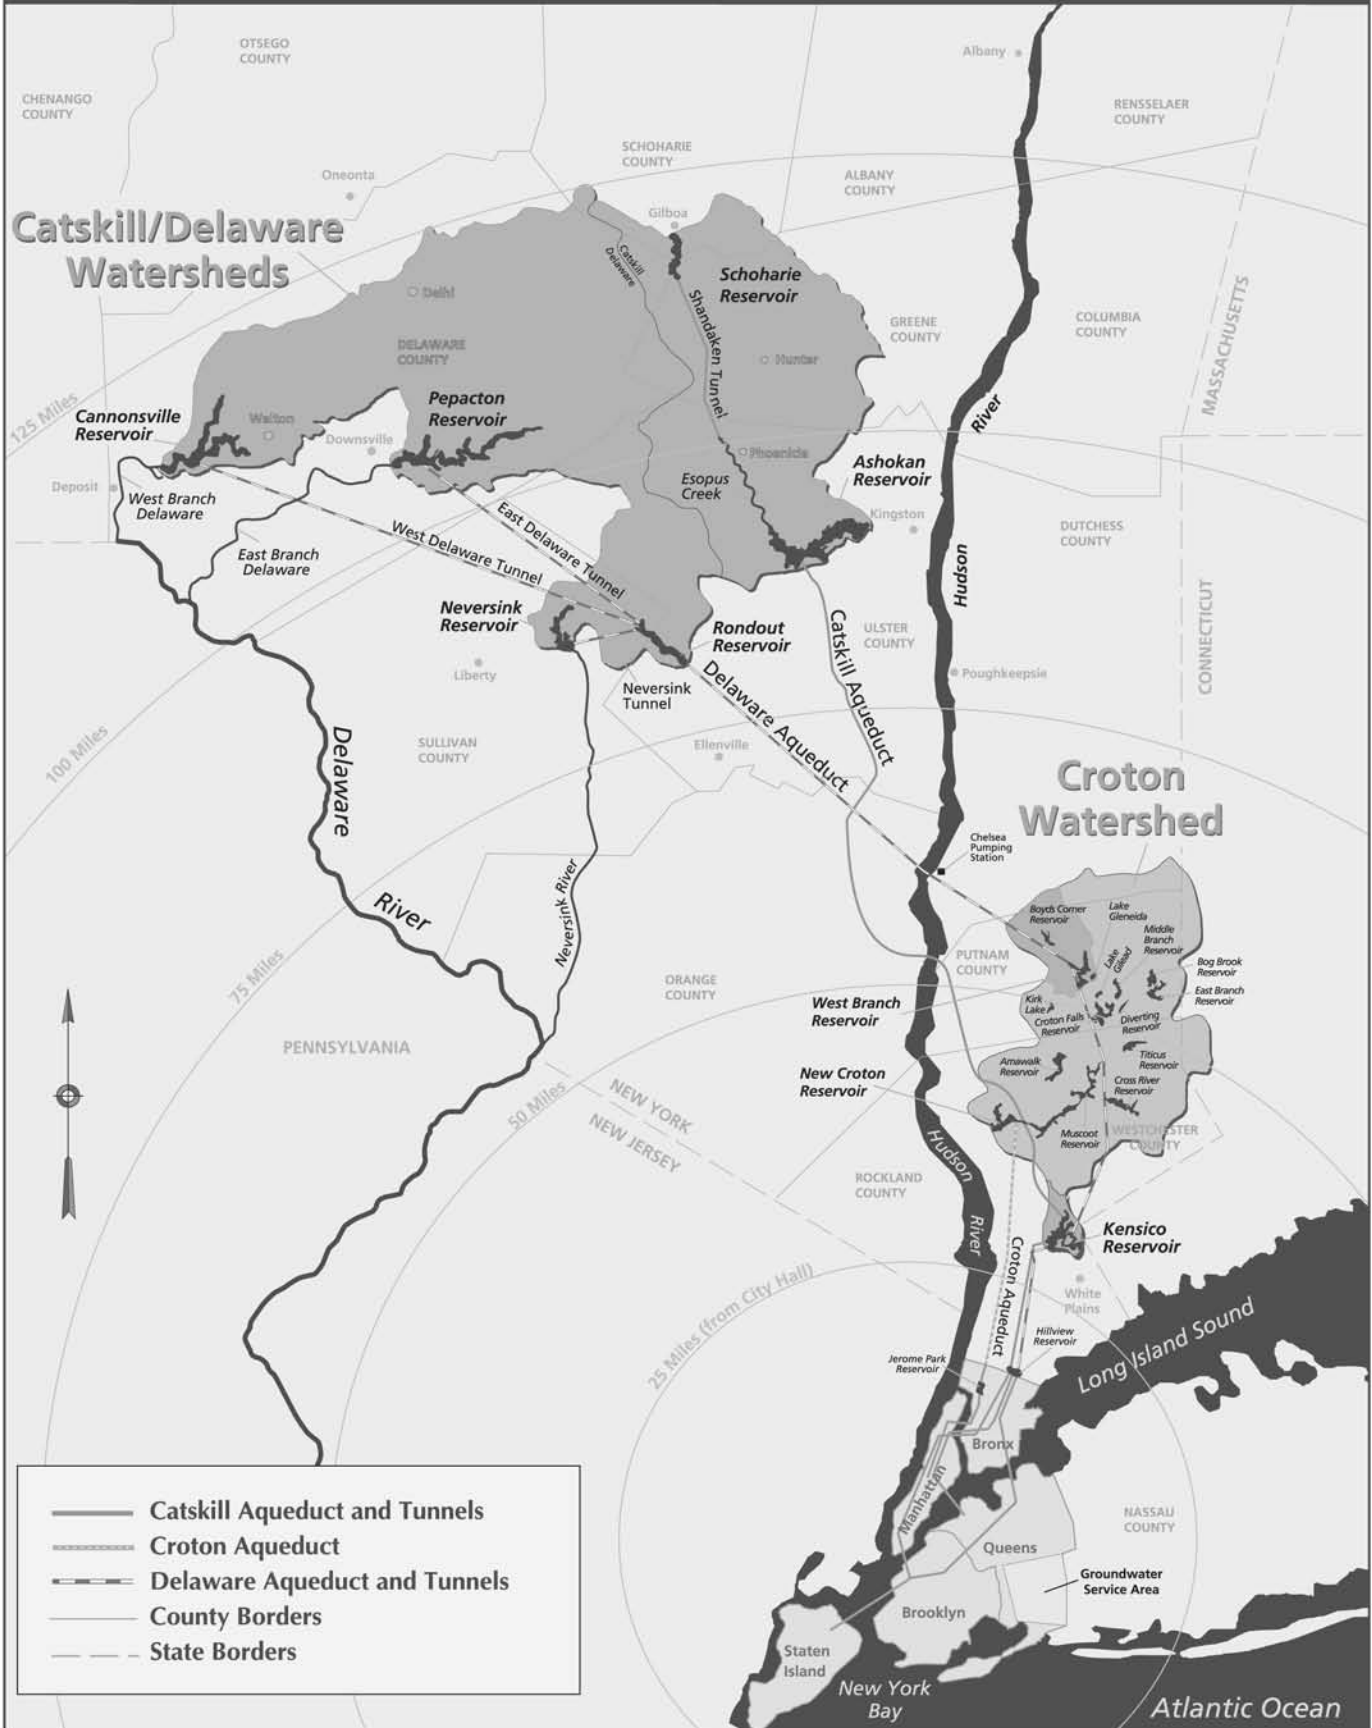 OTSEGO
COUNTY
CHENANGO
COUNTY
Albany
RENSSELAER
COUNTY
SCHOHARIE
COUNTY
ALBANY
COUNTY
Oneonta
Catskill/Delaware
Watersheds
Gilboa
Catskill
Delaware
Schoharie
Reservoir
Delhi
Shandaken Tunnel
GREENE
COUNTY
COLUMBIA
COUNTY
MASSACHUSETTS
DELAWARE
COUNTY
Hunter
125 Miles
Cannonsville
Reservoir
Walton
Pepacton
Reservoir
Downsville
River
Phoenicia
Ashokan
Reservoir
Esopus
Creek
Deposit
West Branch
Delaware
Kingston
DUTCHESS
COUNTY
East Delaware Tunnel
West Delaware Tunnel
East Branch
Delaware
Hudson
CONNECTICUT
Neversink
Reservoir
Rondout
Reservoir
Catskill Aqueduct
ULSTER
COUNTY
Liberty
Neversink
Tunnel
Delaware Aqueduct
Poughkeepsie
100 Miles
Delaware
SULLIVAN
COUNTY
Ellenville
Croton
Watershed
Chelsea
Pumping
Station
River
Neversink River
Boyds Corner
Reservoir
Lake
Gleneida
Middle
Branch
Reservoir
Lake
Gilead
Bog Brook
Reservoir
East Branch
Reservoir
75 Miles
ORANGE
COUNTY
PUTNAM
COUNTY
West Branch
Reservoir
Kirk
Lake
Croton Falls
Reservoir
Diverting
Reservoir
PENNSYLVANIA
New Croton
Reservoir
Amawalk
Reservoir
Titicus
Reservoir
Cross River
Reservoir
50 Miles
NEW YORK
NEW JERSEY
Muscoot
Reservoir
WESTCHESTER
COUNTY
Hudson
River
ROCKLAND
COUNTY
Kensico
Reservoir
Croton Aqueduct
White
Plains
25 Miles (from City Hall)
Hillview
Reservoir
Jerome Park
Reservoir
Long Island Sound
Bronx
Manhattan
NASSAU
COUNTY
Queens
Groundwater
Service Area
Brooklyn
Staten
Island
New York
Bay
Atlantic Ocean
Catskill Aqueduct and Tunnels
Croton Aqueduct
Delaware Aqueduct and Tunnels
County Borders
State Borders